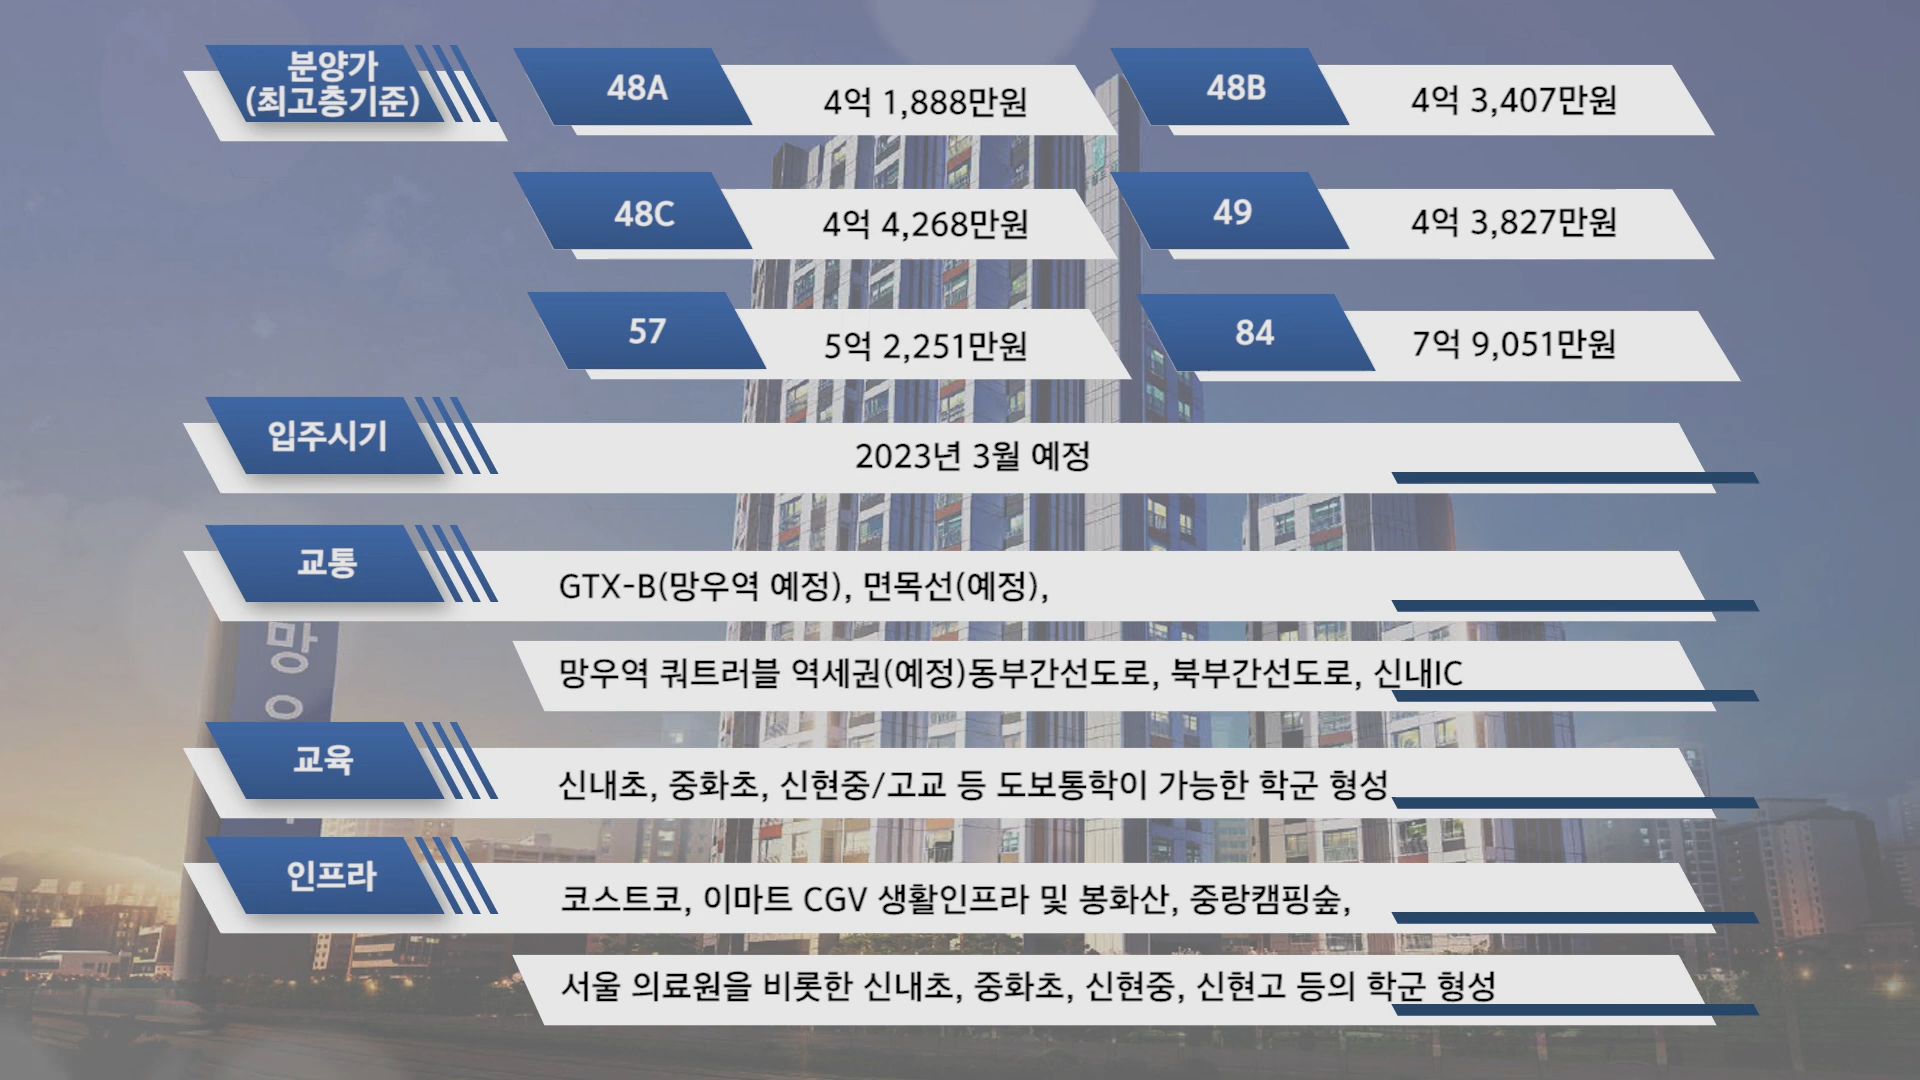 분양가
(최고층기준)
48A 4억 1,888만원 48B 4억 3,407만원
48C 4억 4,268만원 49 4억 3,827만원
57 5억 2,251만원 84 7억 9,051만원
입주시기 2023년 3월 예정
교통 GTX-B(망우역 예정), 면목선(예정),
망우역 쿼트러블 역세권(예정)동부간선도로, 북부간선도로, 신내IC
망
교육 신내초, 중화초, 신현중/고교 등 도보통학이 가능한 학군 형성
인프라 코스트코, 이마트 CGV 생활인프라 및 봉화산, 중랑캠핑숲,
서울 의료원을 비롯한 신내초, 중화초, 신현중, 신현고 등의 학군 형성